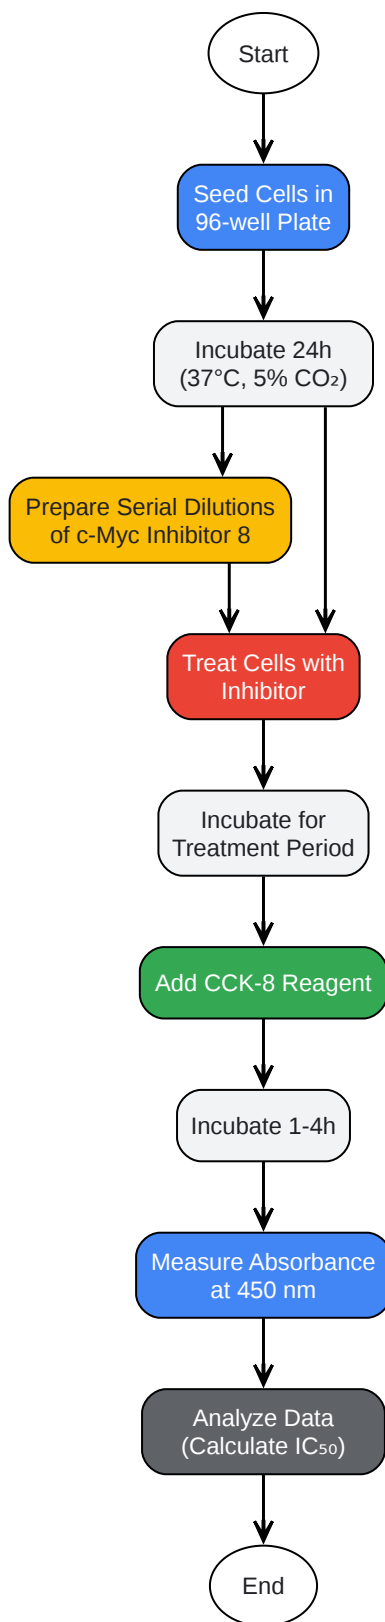 Start
Seed Cells in
96-well Plate
Incubate 24h
(37°C, 5% CO₂)
Prepare Serial Dilutions
of c-Myc Inhibitor 8
Treat Cells with
Inhibitor
Incubate for
Treatment Period
Add CCK-8 Reagent
Incubate 1-4h
Measure Absorbance
at 450 nm
Analyze Data
(Calculate IC₅₀)
End